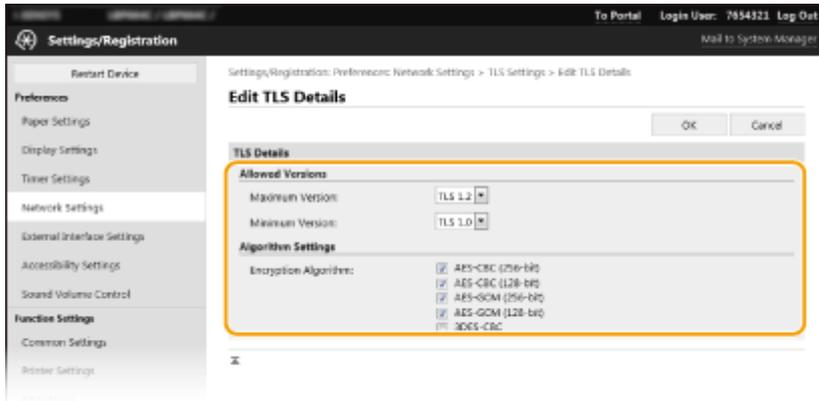 To Portal Login User: 7654321 Log Out
Settings/Registration
Mail to System Manager
Restart Device
Settings/Registration: Preferences: Network Settings > TLS Settings > Edit TLS Details
Preferences
Edit TLS Details
Paper Settings
OK Cancel
Display Settings
TLS Details
Timer Settings
Allowed Versions
Maximum Version: TLS 1.2
Network Settings
Minimum Version: TLS 1.0
External Interface Settings
Algorithm Settings
Accessibility Settings
Encryption Algorithm: AES-CBC (256-bit)
AES-CBC (128-bit)
Sound Volume Control
AES-GCM (256-bit)
AES-GCM (128-bit)
Function Settings
3DES-CBC
Common Settings
Printer Settings